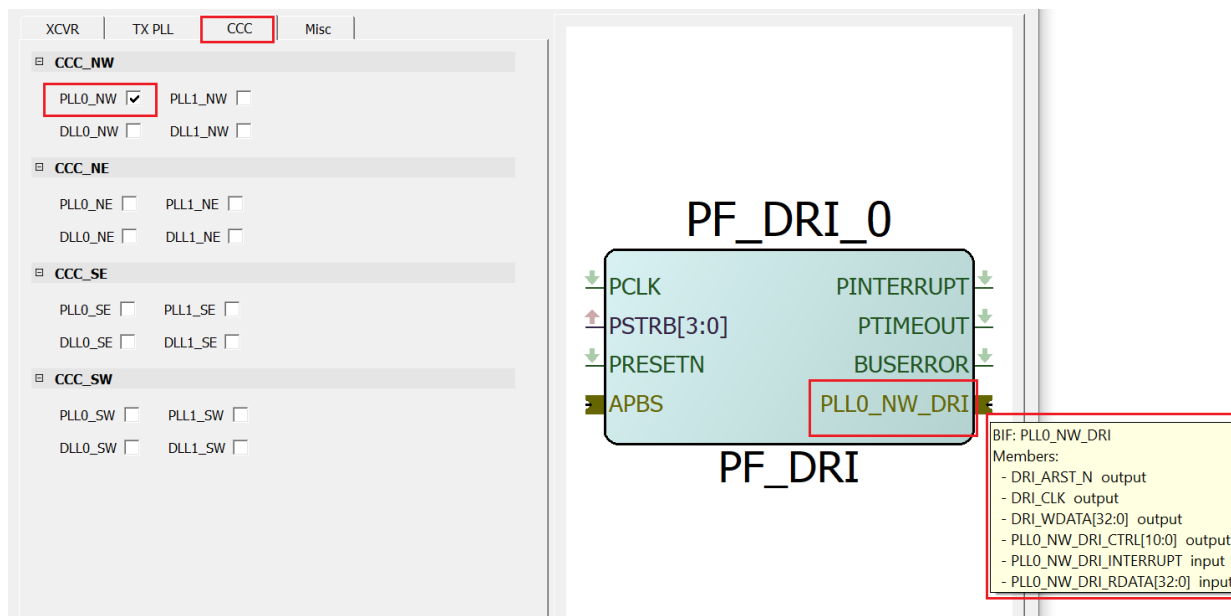 XCVR TX PLL CCC Misc
CCC_NW
PLL0_NW PLL1_NW
DLL0_NW DLL1_NW
CCC_NE
PLL0_NE PLL1_NE
DLL0_NE DLL1_NE
CCC_SE
PLL0_SE PLL1_SE
DLL0_SE DLL1_SE
CCC_SW
PLL0_SW PLL1_SW
DLL0_SW DLL1_SW
PF_DRI_0
PCLK PINTERRUPT
PSTRB[3:0] PTIMEOUT
PRESETN BUSERROR
APBS PLL0_NW_DRI
PF_DRI
BIF: PLL0_NW_DRI
Members:
- DRI_ARST_N output
- DRI_CLK output
- DRI_WDATA[32:0] output
- PLL0_NW_DRI_CTRL[10:0] output
- PLL0_NW_DRI_INTERRUPT input
- PLL0_NW_DRI_RDATA[32:0] input